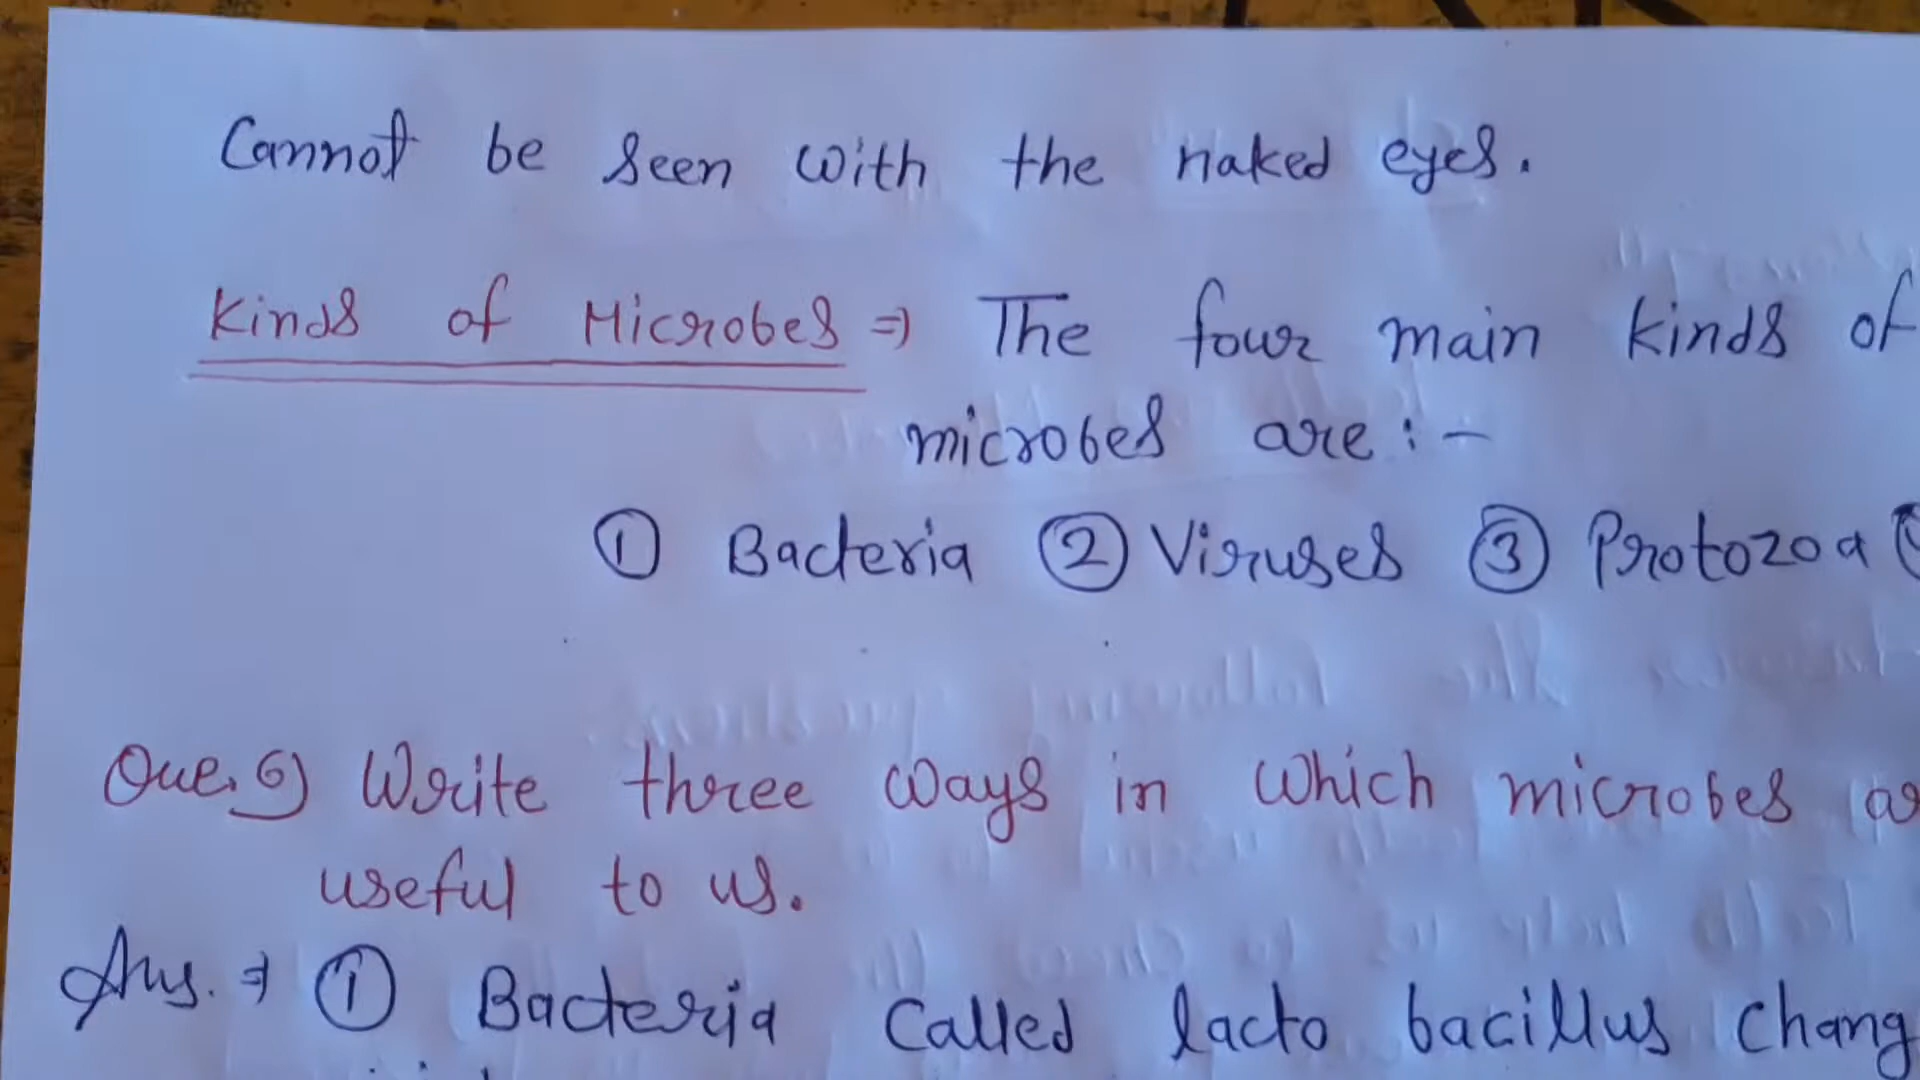 Cannot be seen with the naked eyes.
Kinds of Microbes ⇒ The four main kinds of
microbes are :-
① Bacteria ② Viruses ③ Protozoa
Que. 6) Write three ways in which microbes
useful to us.
Ans. ⇒ ① Bacteria Called lacto bacillus Chang